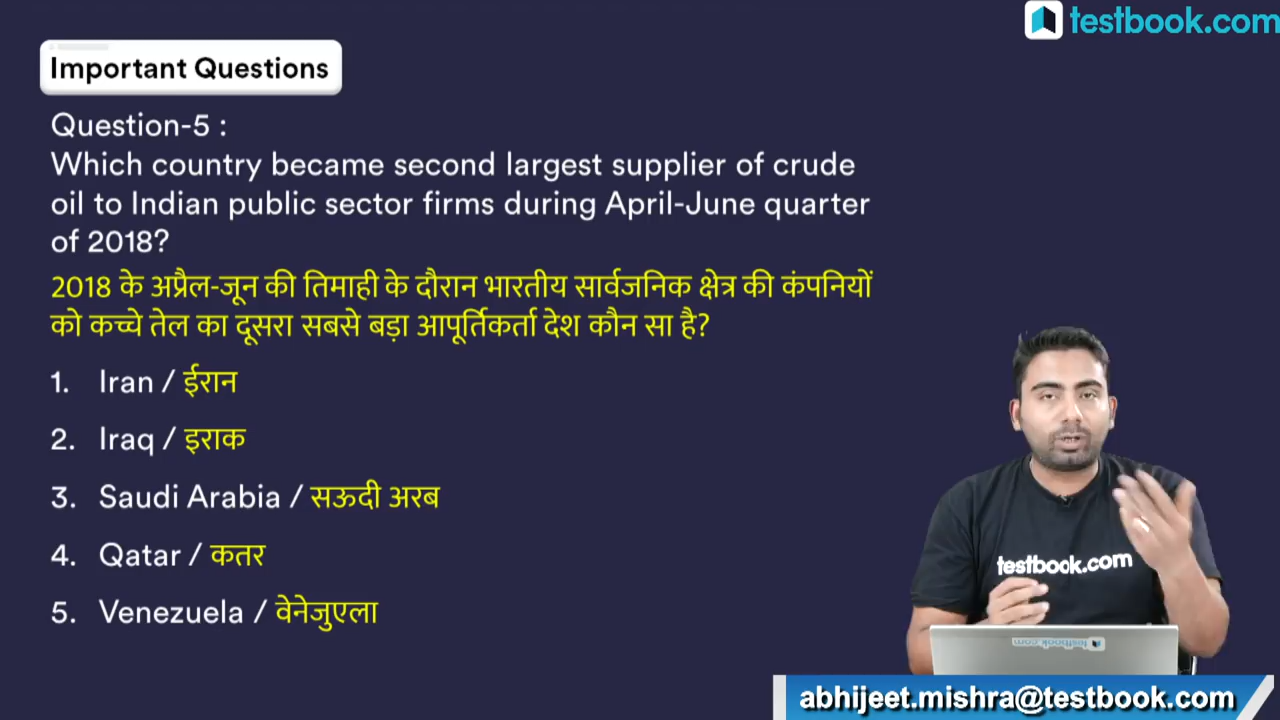 testbook.com
Important Questions
Question-5 :
Which country became second largest supplier of crude
oil to Indian public sector firms during April-June quarter
of 2018?
2018 के अप्रैल-जून की तिमाही के दौरान भारतीय सार्वजनिक क्षेत्र की कंपनियों
को कच्चे तेल का दूसरा सबसे बड़ा आपूर्तिकर्ता देश कौन सा है?
1. Iran / ईरान
2. Iraq / इराक
3. Saudi Arabia / सऊदी अरब
4. Qatar / कतर
5. Venezuela / वेनेजुएला
testbook.com
testbook.com
abhijeet.mishra@testbook.com